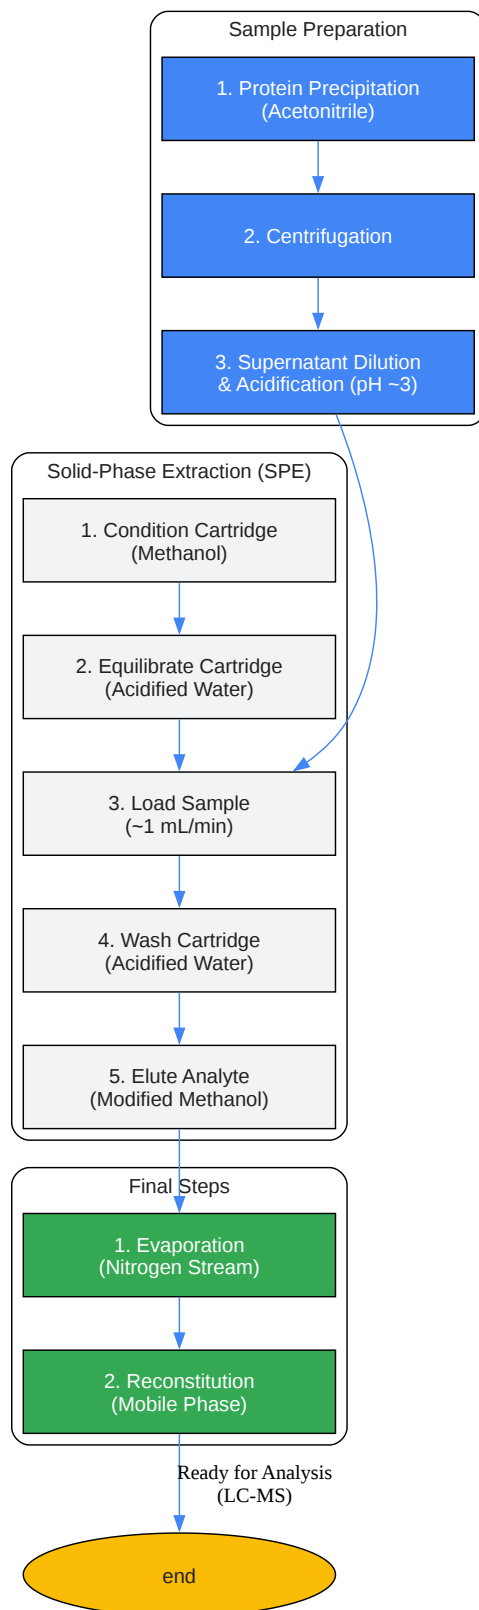 Sample Preparation
1. Protein Precipitation
(Acetonitrile)
2. Centrifugation
3. Supernatant Dilution
& Acidification (pH ~3)
Solid-Phase Extraction (SPE)
1. Condition Cartridge
(Methanol)
2. Equilibrate Cartridge
(Acidified Water)
3. Load Sample
(~1 mL/min)
4. Wash Cartridge
(Acidified Water)
5. Elute Analyte
(Modified Methanol)
Final Steps
1. Evaporation
(Nitrogen Stream)
2. Reconstitution
(Mobile Phase)
Ready for Analysis
(LC-MS)
end